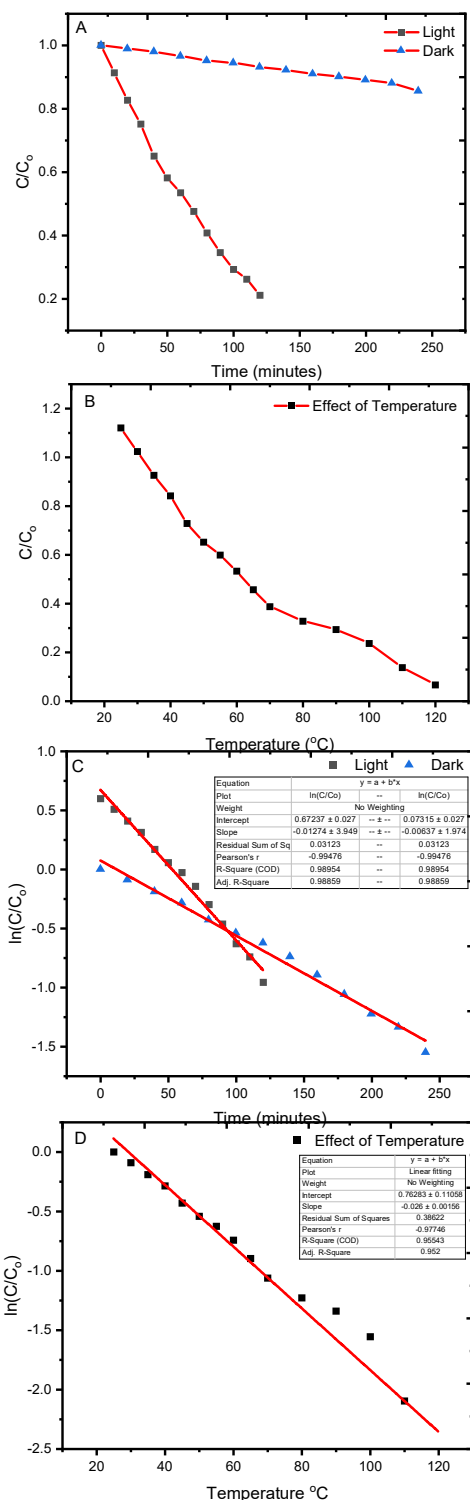 A
Light
Dark
1.0
0.8
0.6
0.4
0.2
C/Co
0
50
100
150
200
250
Time (minutes)
B
Effect of Temperature
1.2
1.0
0.8
0.6
0.4
0.2
0.0
C/Co
20
40
60
80
100
120
Temperature (oC)
C
Light
Dark
1.0
0.5
0.0
-0.5
-1.0
-1.5
ln(C/Co)
Equation y = a + b*x
Plot ln(C/Co) -- ln(C/Co)
Weight No Weighting
Intercept 0.67237 ± 0.027 -- ± -- 0.07315 ± 0.027
Slope -0.01274 ± 3.949 -- ± -- -0.00637 ± 1.974
Residual Sum of Sq 0.03123 -- 0.03123
Pearson's r -0.99476 -- -0.99476
R-Square (COD) 0.98954 -- 0.98954
Adj. R-Square 0.98859 -- 0.98859
0
50
100
150
200
250
Time (minutes)
D
Effect of Temperature
0.0
-0.5
-1.0
-1.5
-2.0
-2.5
ln(C/Co)
Equation y = a + b*x
Plot Linear fitting
Weight No Weighting
Intercept 0.76283 ± 0.11058
Slope -0.026 ± 0.00156
Residual Sum of Squares 0.38622
Pearson's r -0.97746
R-Square (COD) 0.95543
Adj. R-Square 0.952
20
40
60
80
100
120
Temperature oC